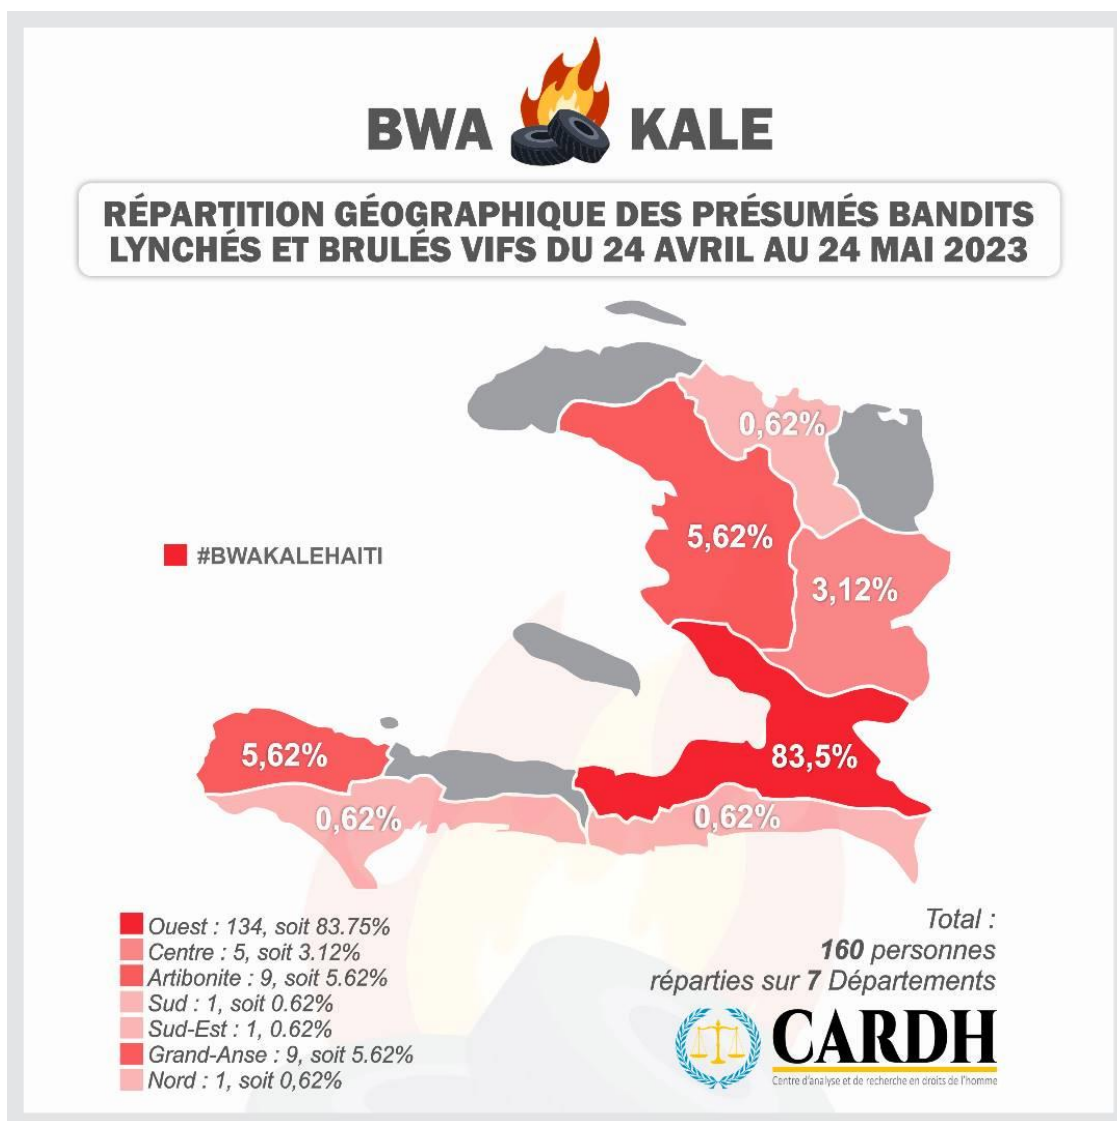 BWA KALE
RÉPARTITION GÉOGRAPHIQUE DES PRÉSUMÉS BANDITS
LYNCHÉS ET BRULÉS VIFS DU 24 AVRIL AU 24 MAI 2023
0,62%
5,62%
#BWAKALEHAITI
3,12%
5,62%
83,5%
0,62%
0,62%
Ouest : 134, soit 83.75%
Centre : 5, soit 3.12%
Artibonite : 9, soit 5.62%
Sud : 1, soit 0.62%
Sud-Est : 1, 0.62%
Grand-Anse : 9, soit 5.62%
Nord : 1, soit 0,62%
Total :
160 personnes
réparties sur 7 Départements
CARDH
Centre d'analyse et de recherche en droits de l'homme